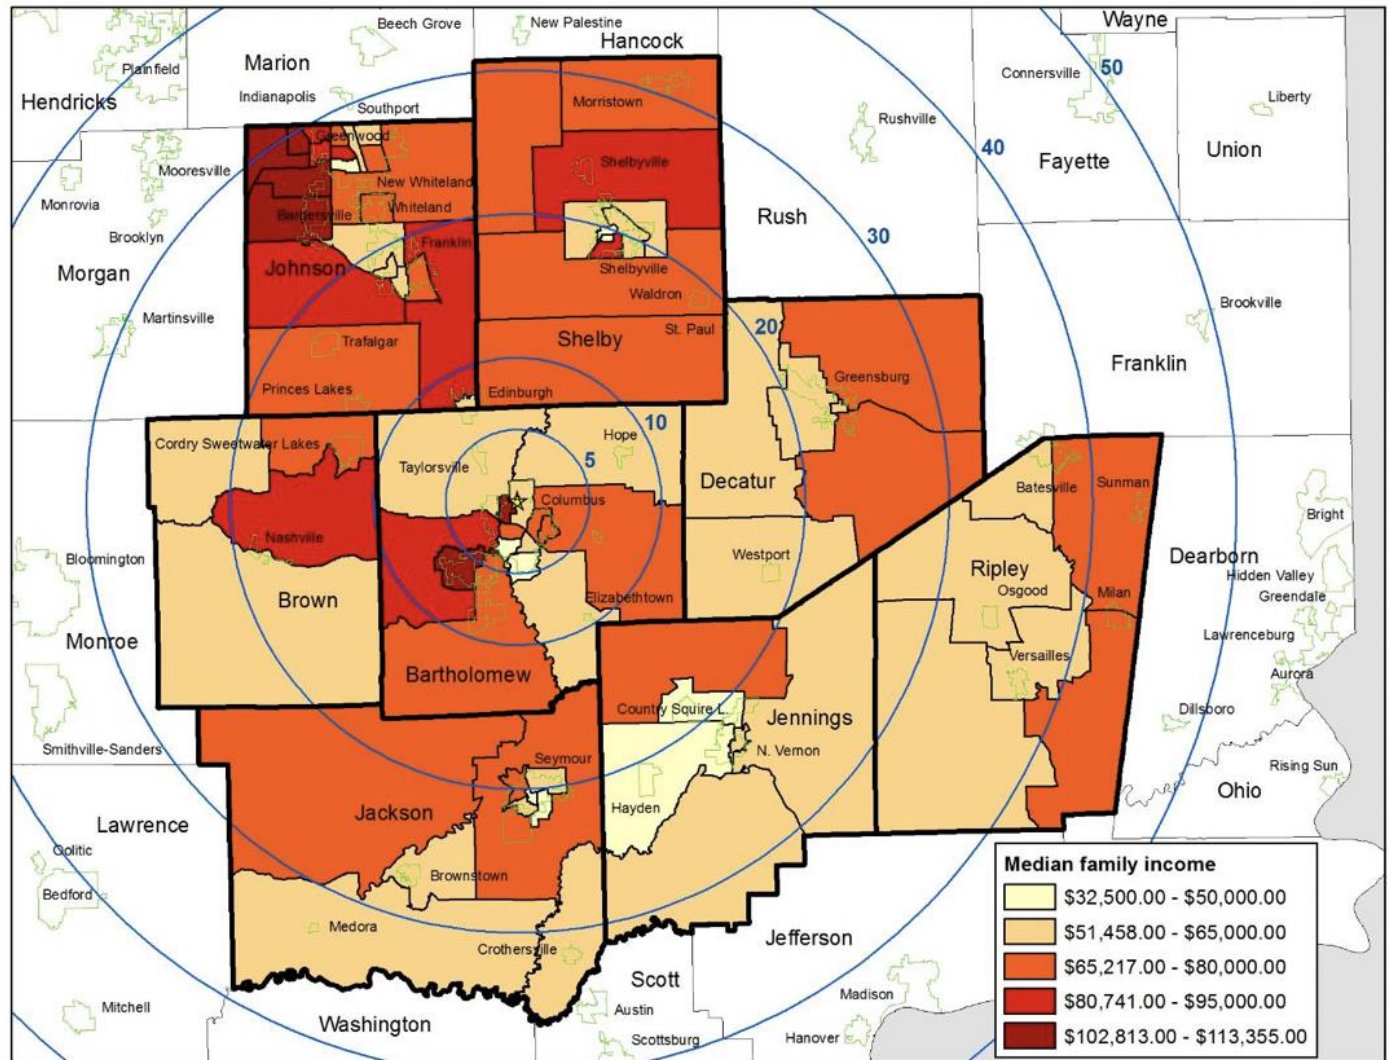 Beech Grove
New Palestine
Wayne
Hancock
Marion
Connersville
50
Plainfield
Hendricks
Indianapolis
Southport
Morristown
Liberty
Rushville
Greenwood
40
Union
Fayette
Mooresville
Shelbyville
New Whiteland
Monrovia
Whiteland
Bargersville
Rush
Brooklyn
30
Franklin
Morgan
Johnson
Shelbyville
Waldron
Martinsville
Brookville
St. Paul
20
Trafalgar
Shelby
Franklin
Greensburg
Princes Lakes
Edinburgh
10
Hope
Cordry Sweetwater Lakes
Taylorsville
5
Decatur
Batesville
Sunman
Columbus
Bright
Nashville
Bloomington
Westport
Dearborn
Ripley
Hidden Valley
Osgood
Milan
Greendale
Brown
Elizabethtown
Monroe
Lawrenceburg
Versailles
Bartholomew
Aurora
Country Squire L.
Jennings
Dillsboro
Smithville-Sanders
N. Vernon
Seymour
Rising Sun
Ohio
Hayden
Jackson
Lawrence
Oolitic
Median family income
Brownstown
Bedford
$32,500.00 - $50,000.00
Medora
$51,458.00 - $65,000.00
Jefferson
Crothersville
$65,217.00 - $80,000.00
Scott
Madison
$80,741.00 - $95,000.00
Mitchell
Austin
Washington
Hanover
Scottsburg
$102,813.00 - $113,355.00